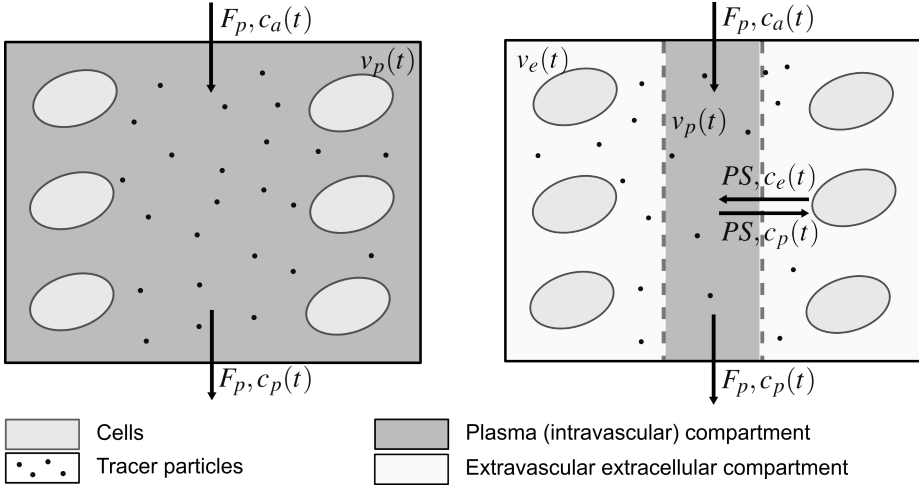 F_p, c_a(t)
v_p(t)
F_p, c_p(t)
F_p, c_a(t)
v_e(t)
v_p(t)
PS, c_e(t)
PS, c_p(t)
F_p, c_p(t)
Cells
Tracer particles
Plasma (intravascular) compartment
Extravascular extracellular compartment